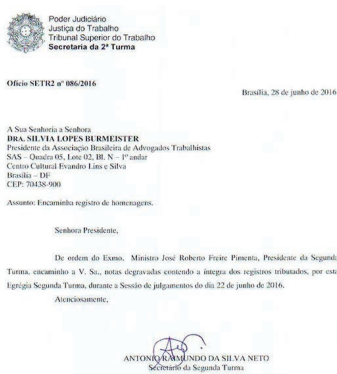 Poder Judiciário
Justiça do Trabalho
Tribunal Superior do Trabalho
Secretaria da 2ª Turma
Ofício SETR2 nº 086/2016
Brasília, 28 de junho de 2016
A Sua Senhoria a Senhora
DRA. SILVIA LOPES BURMEISTER
Presidente da Associação Brasileira de Advogados Trabalhistas
SAS – Quadra 05, Lote 02, Bl. N – 1º andar
Centro Cultural Evandro Lins e Silva
Brasília – DF
CEP: 70438-900
Assunto: Encaminha registro de homenagens.
Senhora Presidente,
De ordem do Exmo. Ministro José Roberto Freire Pimenta, Presidente da Segunda
Turma, encaminho a V. Sa., notas degravadas contendo a íntegra dos registros tributados, por esta
Egrégia Segunda Turma, durante a Sessão de julgamentos do dia 22 de junho de 2016.
Atenciosamente,
ANTONIO RAIMUNDO DA SILVA NETO
Secretário da Segunda Turma